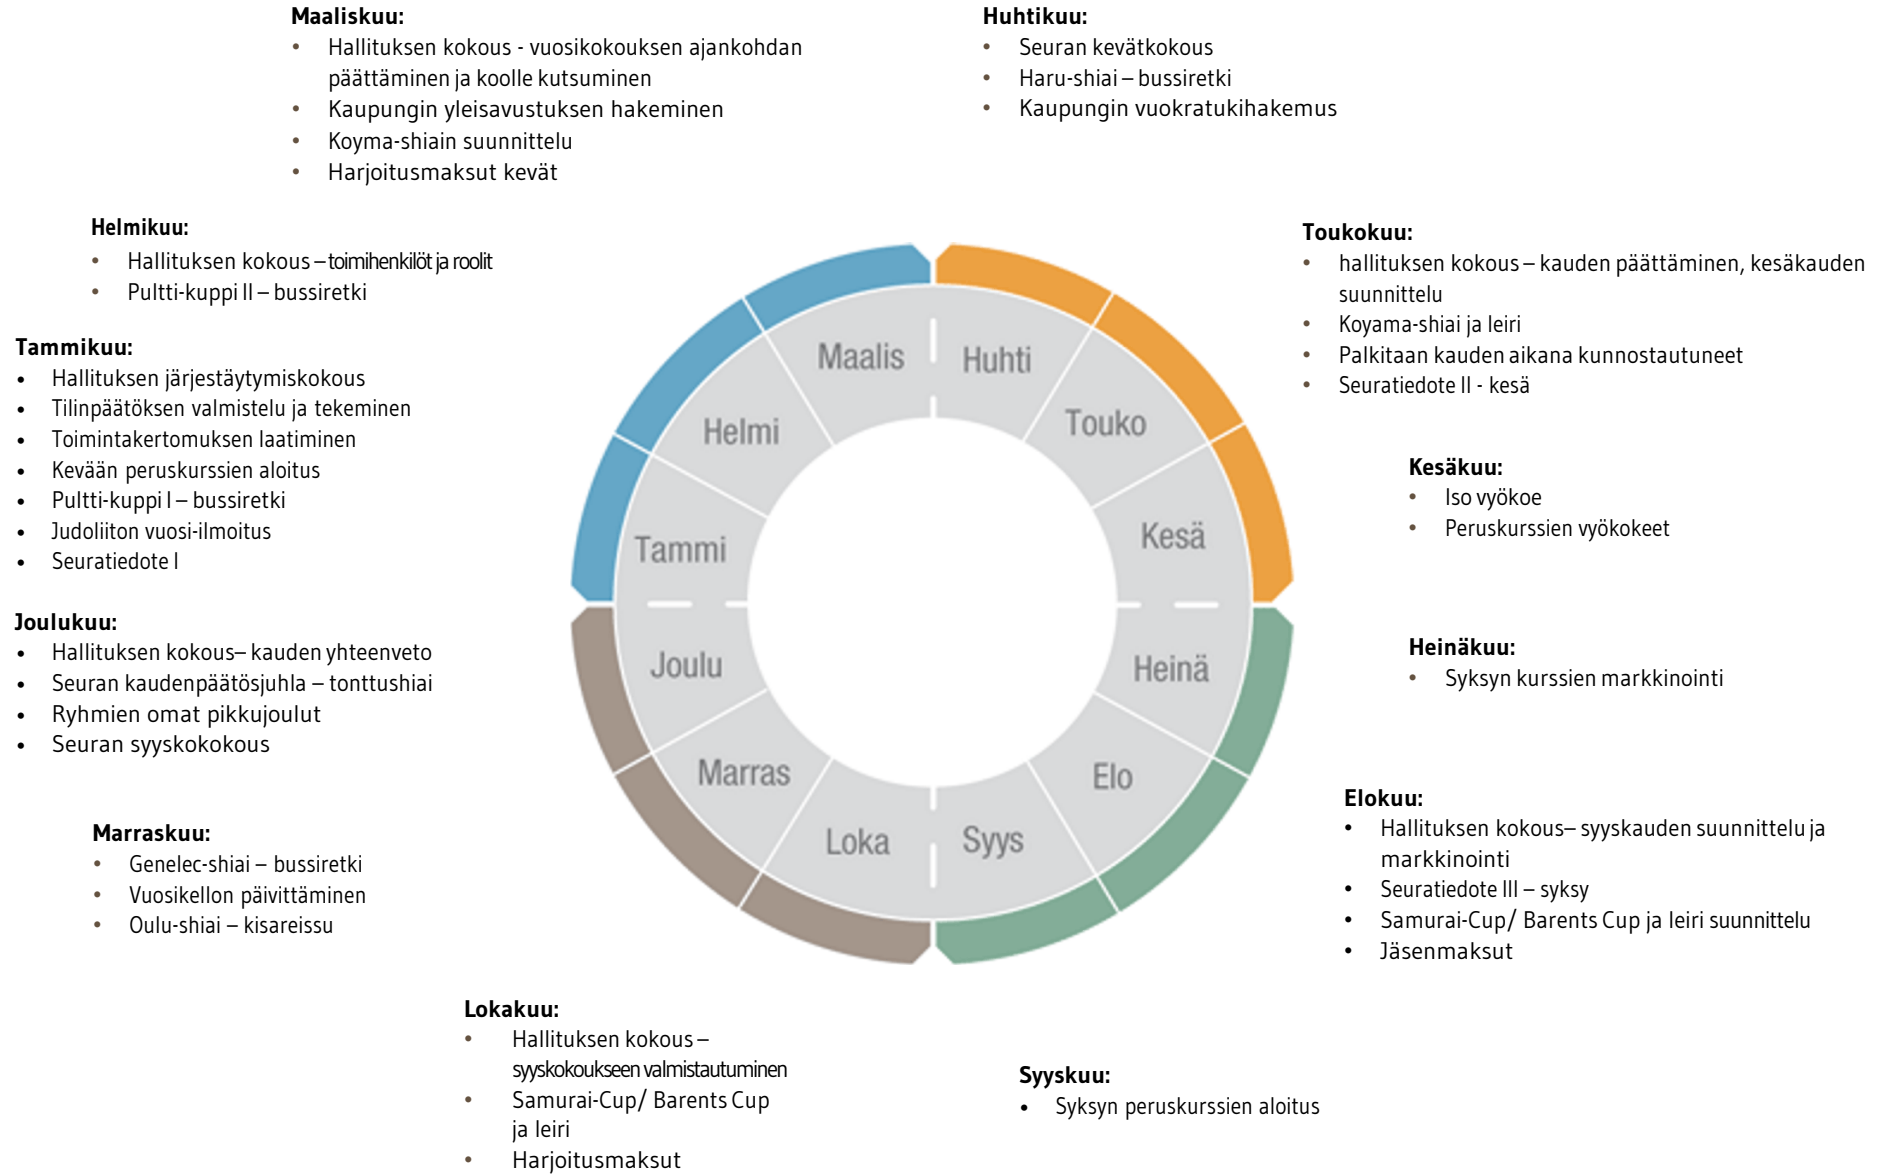 Maaliskuu:
• Hallituksen kokous - vuosikokouksen ajankohdan
päättäminen ja koolle kutsuminen
• Kaupungin yleisavustuksen hakeminen
• Koyma-shiain suunnittelu
• Harjoitusmaksut kevät
Huhtikuu:
• Seuran kevätkokous
• Haru-shiai – bussiretki
• Kaupungin vuokratukihakemus
Helmikuu:
• Hallituksen kokous – toimihenkilöt ja roolit
• Pultti-kuppi II – bussiretki
Toukokuu:
• hallituksen kokous – kauden päättäminen, kesäkauden
suunnittelu
• Koyama-shiai ja leiri
• Palkitaan kauden aikana kunnostautuneet
• Seuratiedote II - kesä
Tammikuu:
• Hallituksen järjestäytymiskokous
• Tilinpäätöksen valmistelu ja tekeminen
• Toimintakertomuksen laatiminen
• Kevään peruskurssien aloitus
• Pultti-kuppi I – bussiretki
• Judoliiton vuosi-ilmoitus
• Seuratiedote I
Kesäkuu:
• Iso vyökoe
• Peruskurssien vyökokeet
Joulukuu:
• Hallituksen kokous– kauden yhteenveto
• Seuran kaudenpäätösjuhla – tonttushiai
• Ryhmien omat pikkujoulut
• Seuran syyskokokous
Heinäkuu:
• Syksyn kurssien markkinointi
Marraskuu:
• Genelec-shiai – bussiretki
• Vuosikellon päivittäminen
• Oulu-shiai – kisareissu
Elokuu:
• Hallituksen kokous– syyskauden suunnittelu ja
markkinointi
• Seuratiedote III – syksy
• Samurai-Cup/ Barents Cup ja leiri suunnittelu
• Jäsenmaksut
Lokakuu:
• Hallituksen kokous –
syyskokoukseen valmistautuminen
• Samurai-Cup/ Barents Cup
ja leiri
• Harjoitusmaksut
Syyskuu:
• Syksyn peruskurssien aloitus
Maalis
Huhti
Helmi
Touko
Tammi
Kesä
Joulu
Heinä
Marras
Elo
Loka
Syys